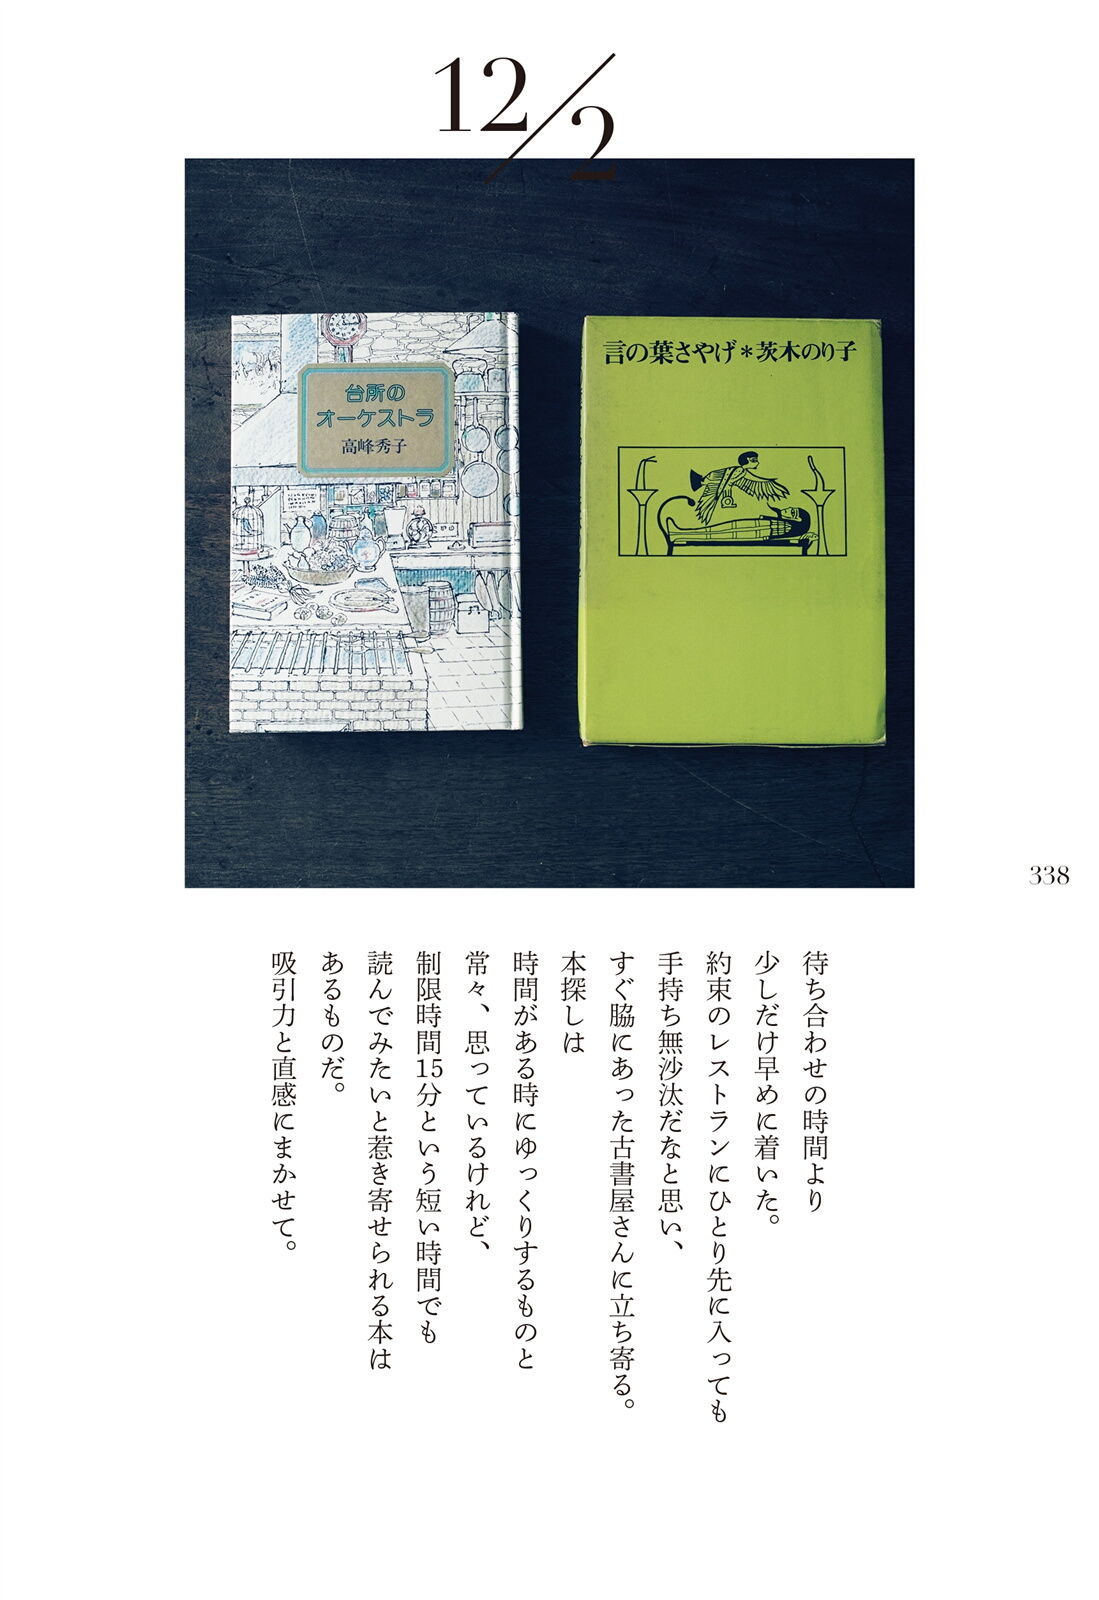 12/2
台所の
オーケストラ
高峰秀子
言の葉さやげ*茨木のり子
338
待ち合わせの時間より
少しだけ早めに着いた。
約束のレストランにひとり先に入っても
手持ち無沙汰だなと思い、
すぐ脇にあった古書屋さんに立ち寄る。
本探しは
時間がある時にゆっくりするものと
常々、思っているけれど、
制限時間15分という短い時間でも
読んでみたいと惹き寄せられる本は
あるものだ。
吸引力と直感にまかせて。